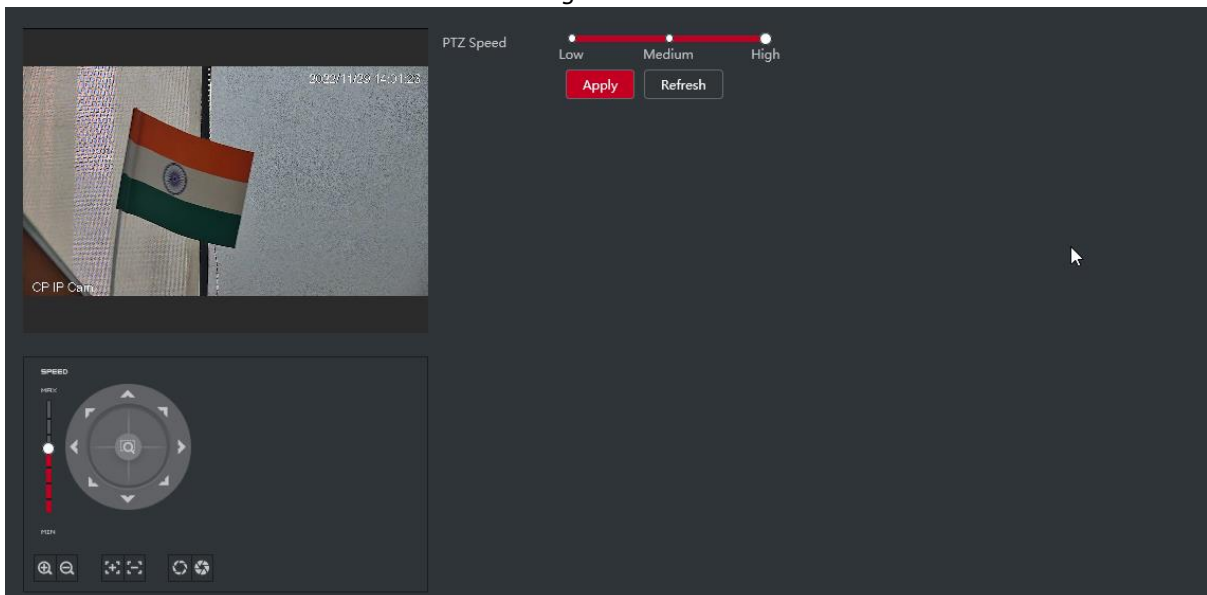 PTZ Speed
Low Medium High
Apply Refresh
CP IP Cam
SPEED
MAX
MIN